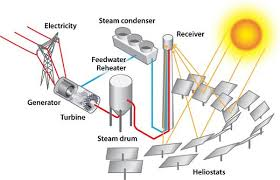 Electricity
Steam condenser
Receiver
Feedwater
Reheater
Generator
Turbine
Steam drum
Heliostats